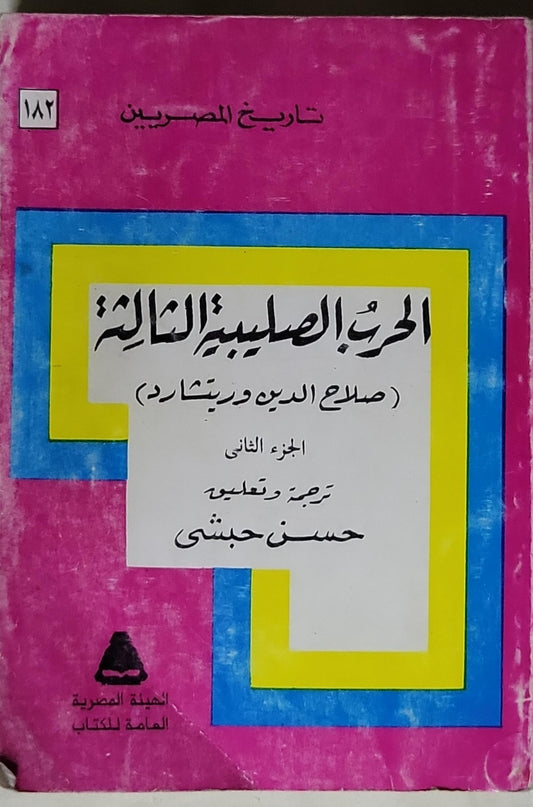 ١٨٢
تاريخ المصريين
الحربُ الصليبية الثالثة
(صلاح الدين وريتشارد)
الجزء الثانى
ترجمة وتعليق
حسن حبشى
الهيئة المصرية
العامة للكتاب